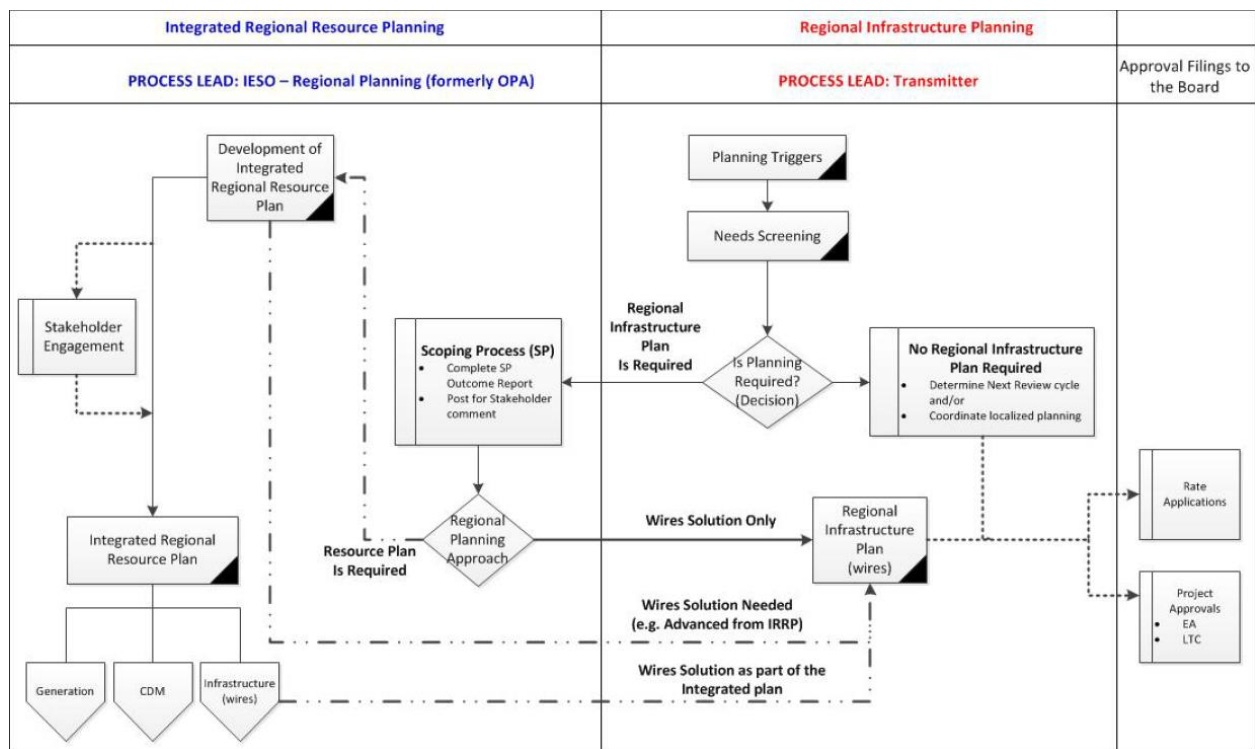 Integrated Regional Resource Planning
Regional Infrastructure Planning
PROCESS LEAD: IESO – Regional Planning (formerly OPA)
PROCESS LEAD: Transmitter
Approval Filings to
the Board
Development of
Integrated
Regional Resource
Plan
Planning Triggers
Needs Screening
Stakeholder
Engagement
Scoping Process (SP)
• Complete SP
Outcome Report
• Post for Stakeholder
comment
Regional
Infrastructure
Plan
Is Required
Is Planning
Required?
(Decision)
No Regional Infrastructure
Plan Required
• Determine Next Review cycle
and/or
• Coordinate localized planning
Rate
Applications
Integrated Regional
Resource Plan
Resource Plan
Is Required
Regional
Planning
Approach
Wires Solution Only
Regional
Infrastructure
Plan
(wires)
Project
Approvals
• EA
• LTC
Wires Solution Needed
(e.g. Advanced from IRRP)
Wires Solution as part of the
Integrated plan
Generation
CDM
Infrastructure
(wires)